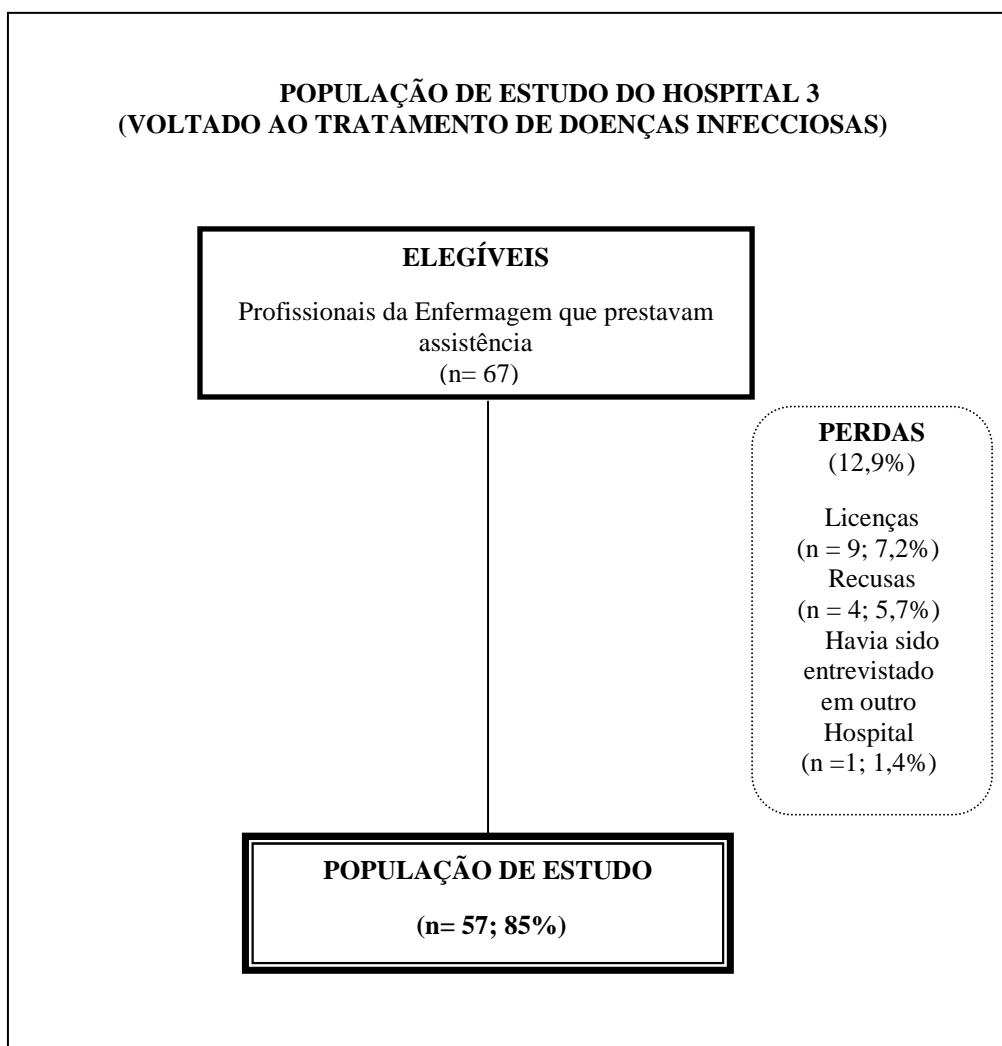 POPULAÇÃO DE ESTUDO DO HOSPITAL 3
(VOLTADO AO TRATAMENTO DE DOENÇAS INFECCIOSAS)
ELEGÍVEIS
Profissionais da Enfermagem que prestavam
assistência
(n= 67)
PERDAS
(12,9%)
Licenças
(n = 9; 7,2%)
Recusas
(n = 4; 5,7%)
Havia sido
entrevistado
em outro
Hospital
(n =1; 1,4%)
POPULAÇÃO DE ESTUDO
(n= 57; 85%)